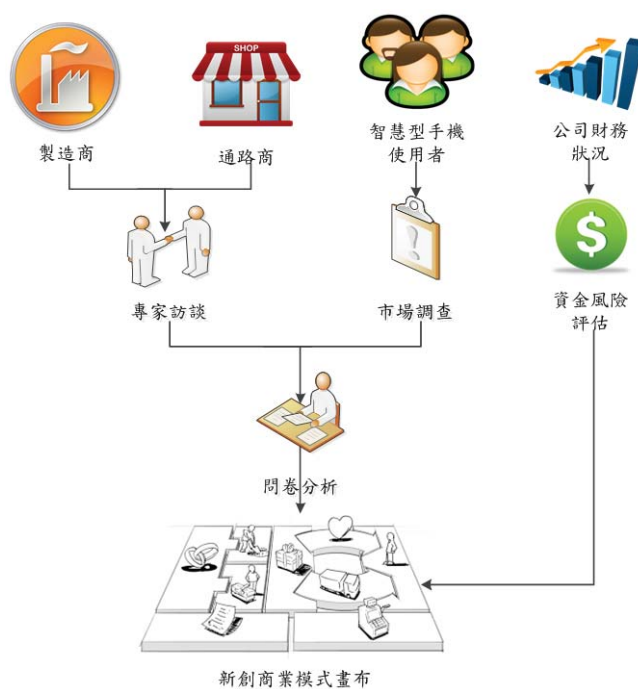 SHOP
製造商
通路商
智慧型手機
使用者
公司財務
狀況
$
專家訪談
市場調查
資金風險
評估
問卷分析
新創商業模式畫布